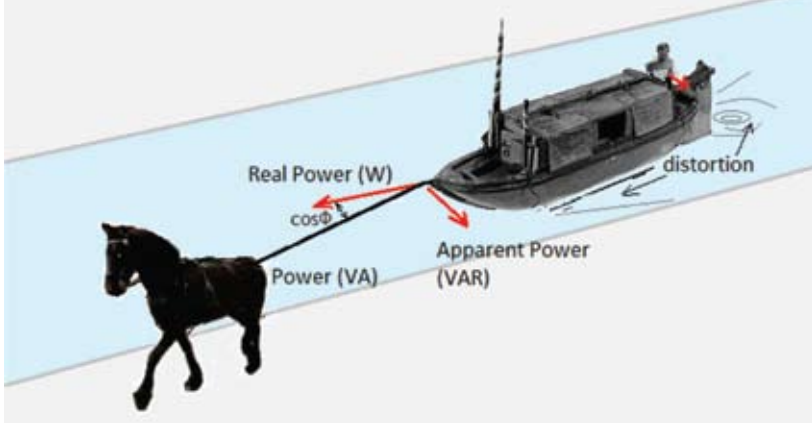 Real Power (W)
cosΦ
distortion
Power (VA)
Apparent Power
(VAR)